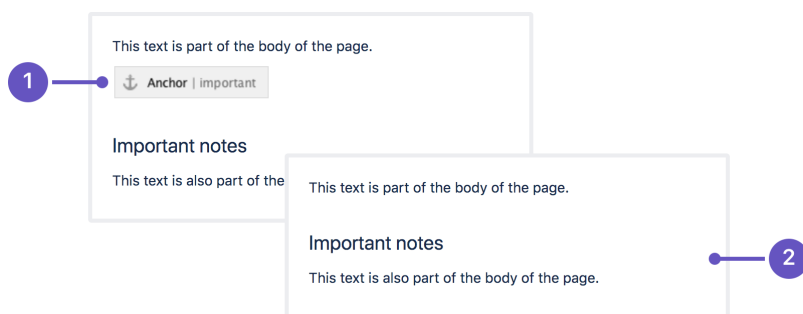 This text is part of the body of the page.
1
Anchor | important
Important notes
This text is also part of the
This text is part of the body of the page.
Important notes
2
This text is also part of the body of the page.